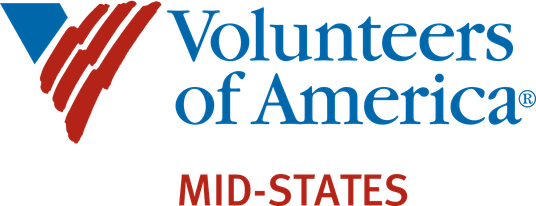 Volunteers
of America®
MID-STATES